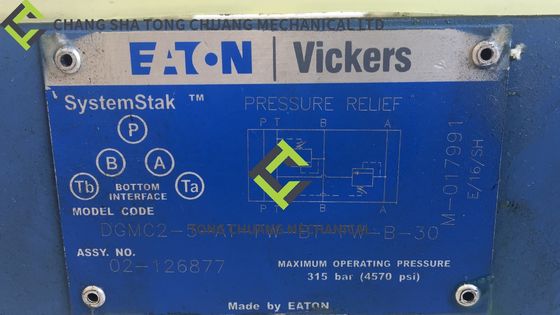 CHANG SHA TONG CHUANG MECHANICAL LTD
EATON Vickers
SystemStak ™
PRESSURE RELIEF
P T B A
P
B A
Tb BOTTOM INTERFACE Ta
P T B A
M-017991
E/16/SH
MODEL CODE
ASSY. NO.
02-126877
MAXIMUM OPERATING PRESSURE
315 bar (4570 psi)
Made by EATON